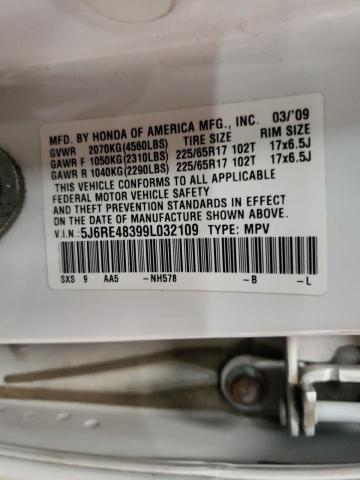 MFD. BY HONDA OF AMERICA MFG., INC. 03/'09
GVWR 2070KG(4560LBS) TIRE SIZE RIM SIZE
GAWR F 1050KG(2310LBS) 225/65R17 102T 17x6.5J
GAWR R 1040KG(2290LBS) 225/65R17 102T 17x6.5J
THIS VEHICLE CONFORMS TO ALL APPLICABLE
FEDERAL MOTOR VEHICLE SAFETY
AND THEFT PREVENTION STANDARDS IN EFFECT ON
THE DATE OF MANUFACTURE SHOWN ABOVE.
V.I.N.: 5J6RE48399L032109 TYPE: MPV
SXS 9 AA5 -NH578 -B -L